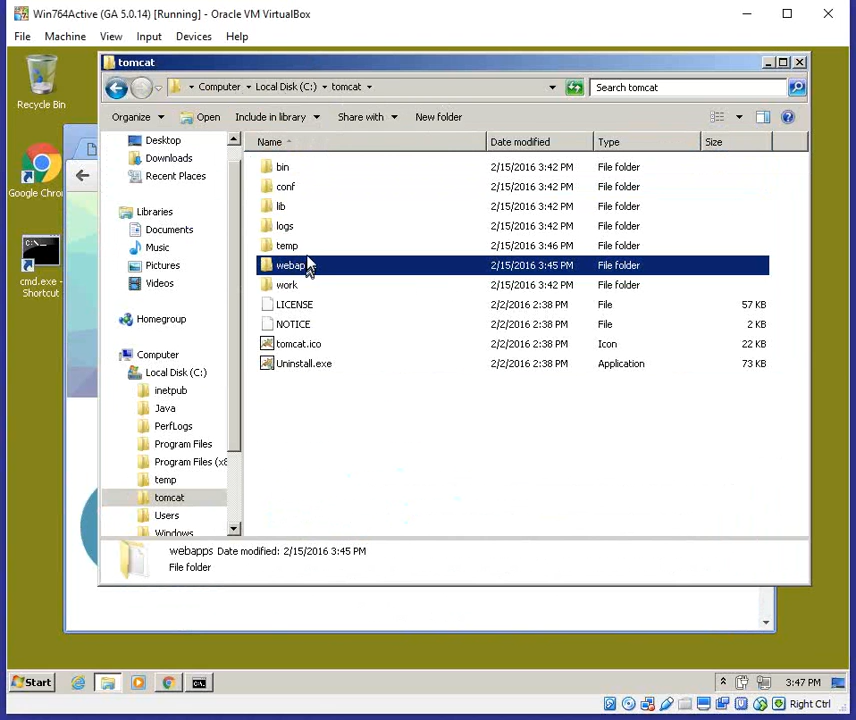 Win764Active (GA 5.0.14) [Running] - Oracle VM VirtualBox
File Machine View Input Devices Help
Recycle Bin
tomcat
Computer Local Disk (C:) tomcat
Search tomcat
Organize Open Include in library Share with New folder
Name Date modified Type Size
Desktop
Downloads
Recent Places
Libraries
Documents
Music
Pictures
Videos
Homegroup
Computer
Local Disk (C:)
inetpub
Java
PerfLogs
Program Files
Program Files (x8
temp
tomcat
Users
Windows
bin 2/15/2016 3:42 PM File folder
conf 2/15/2016 3:42 PM File folder
lib 2/15/2016 3:42 PM File folder
logs 2/15/2016 3:42 PM File folder
temp 2/15/2016 3:46 PM File folder
webap 2/15/2016 3:45 PM File folder
work 2/15/2016 3:42 PM File folder
LICENSE 2/2/2016 2:38 PM File 57 KB
NOTICE 2/2/2016 2:38 PM File 2 KB
tomcat.ico 2/2/2016 2:38 PM Icon 22 KB
Uninstall.exe 2/2/2016 2:38 PM Application 73 KB
Google Chro
C:\
cmd.exe -
Shortcut
webapps Date modified: 2/15/2016 3:45 PM
File folder
Start
3:47 PM
Right Ctrl